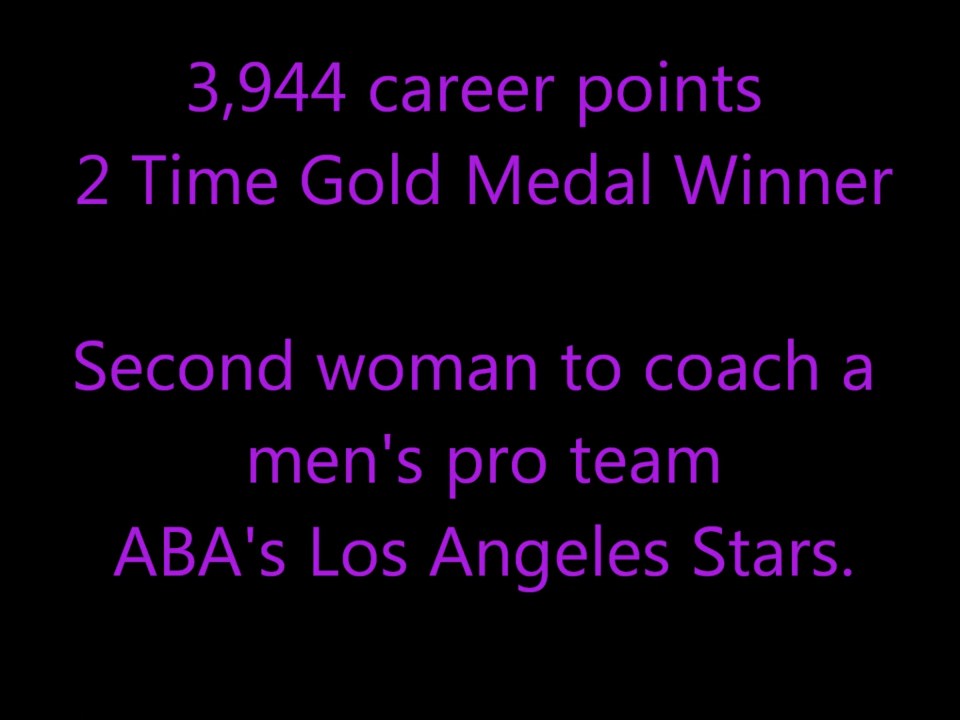 3,944 career points
2 Time Gold Medal Winner
Second woman to coach a
men's pro team
ABA's Los Angeles Stars.